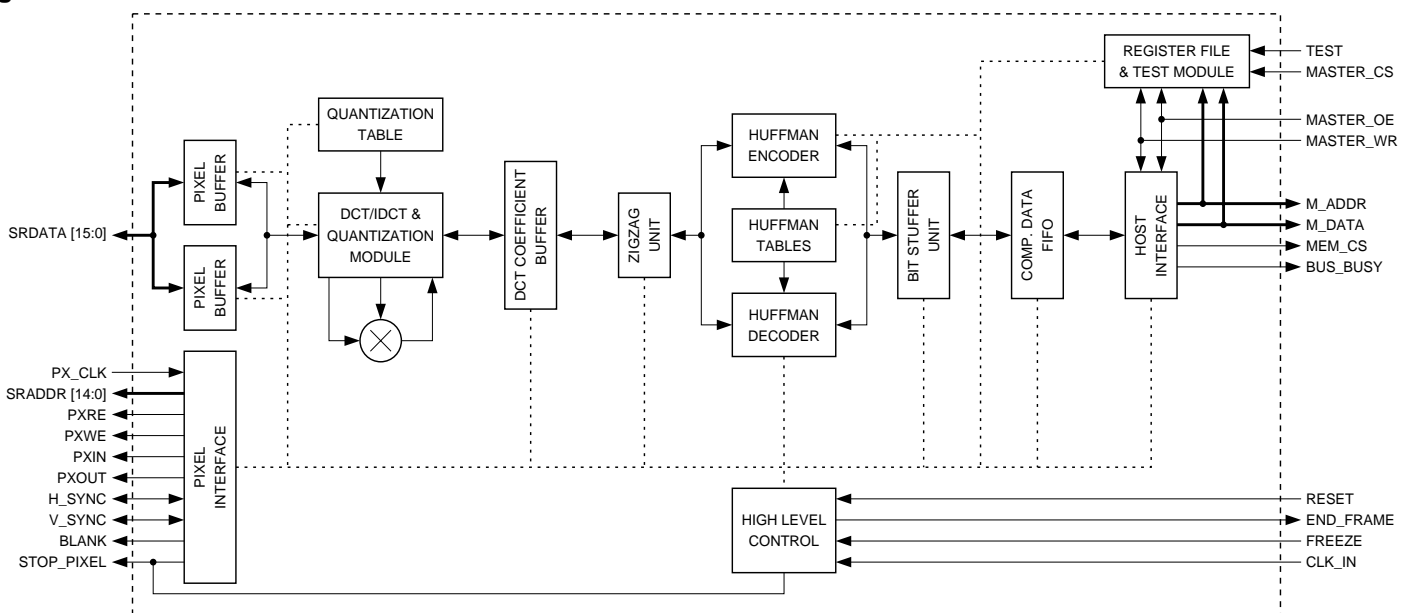 REGISTER FILE
& TEST MODULE
TEST
MASTER_CS
MASTER_OE
MASTER_WR
QUANTIZATION
TABLE
PIXEL
BUFFER
PIXEL
BUFFER
SRDATA [15:0]
DCT/IDCT &
QUANTIZATION
MODULE
DCT COEFFICIENT
BUFFER
ZIGZAG
UNIT
HUFFMAN
ENCODER
HUFFMAN
TABLES
HUFFMAN
DECODER
BIT STUFFER
UNIT
COMP. DATA
FIFO
HOST
INTERFACE
M_ADDR
M_DATA
MEM_CS
BUS_BUSY
PX_CLK
SRADDR [14:0]
PXRE
PXWE
PXIN
PXOUT
H_SYNC
V_SYNC
BLANK
STOP_PIXEL
PIXEL
INTERFACE
HIGH LEVEL
CONTROL
RESET
END_FRAME
FREEZE
CLK_IN